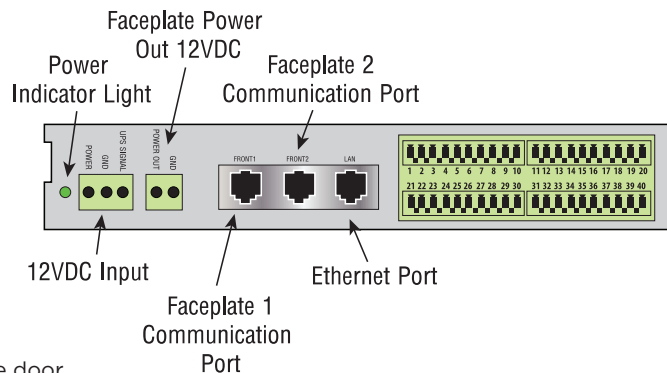 Faceplate Power
Out 12VDC
Power
Indicator Light
Faceplate 2
Communication Port
POWER
GND
UPS SIGNAL
POWER OUT
GND
FRONT1
FRONT2
LAN
1 2 3 4 5 6 7 8 9 10
11 12 13 14 15 16 17 18 19 20
21 22 23 24 25 26 27 28 29 30
31 32 33 34 35 36 37 38 39 40
12VDC Input
Ethernet Port
Faceplate 1
Communication
Port
e door